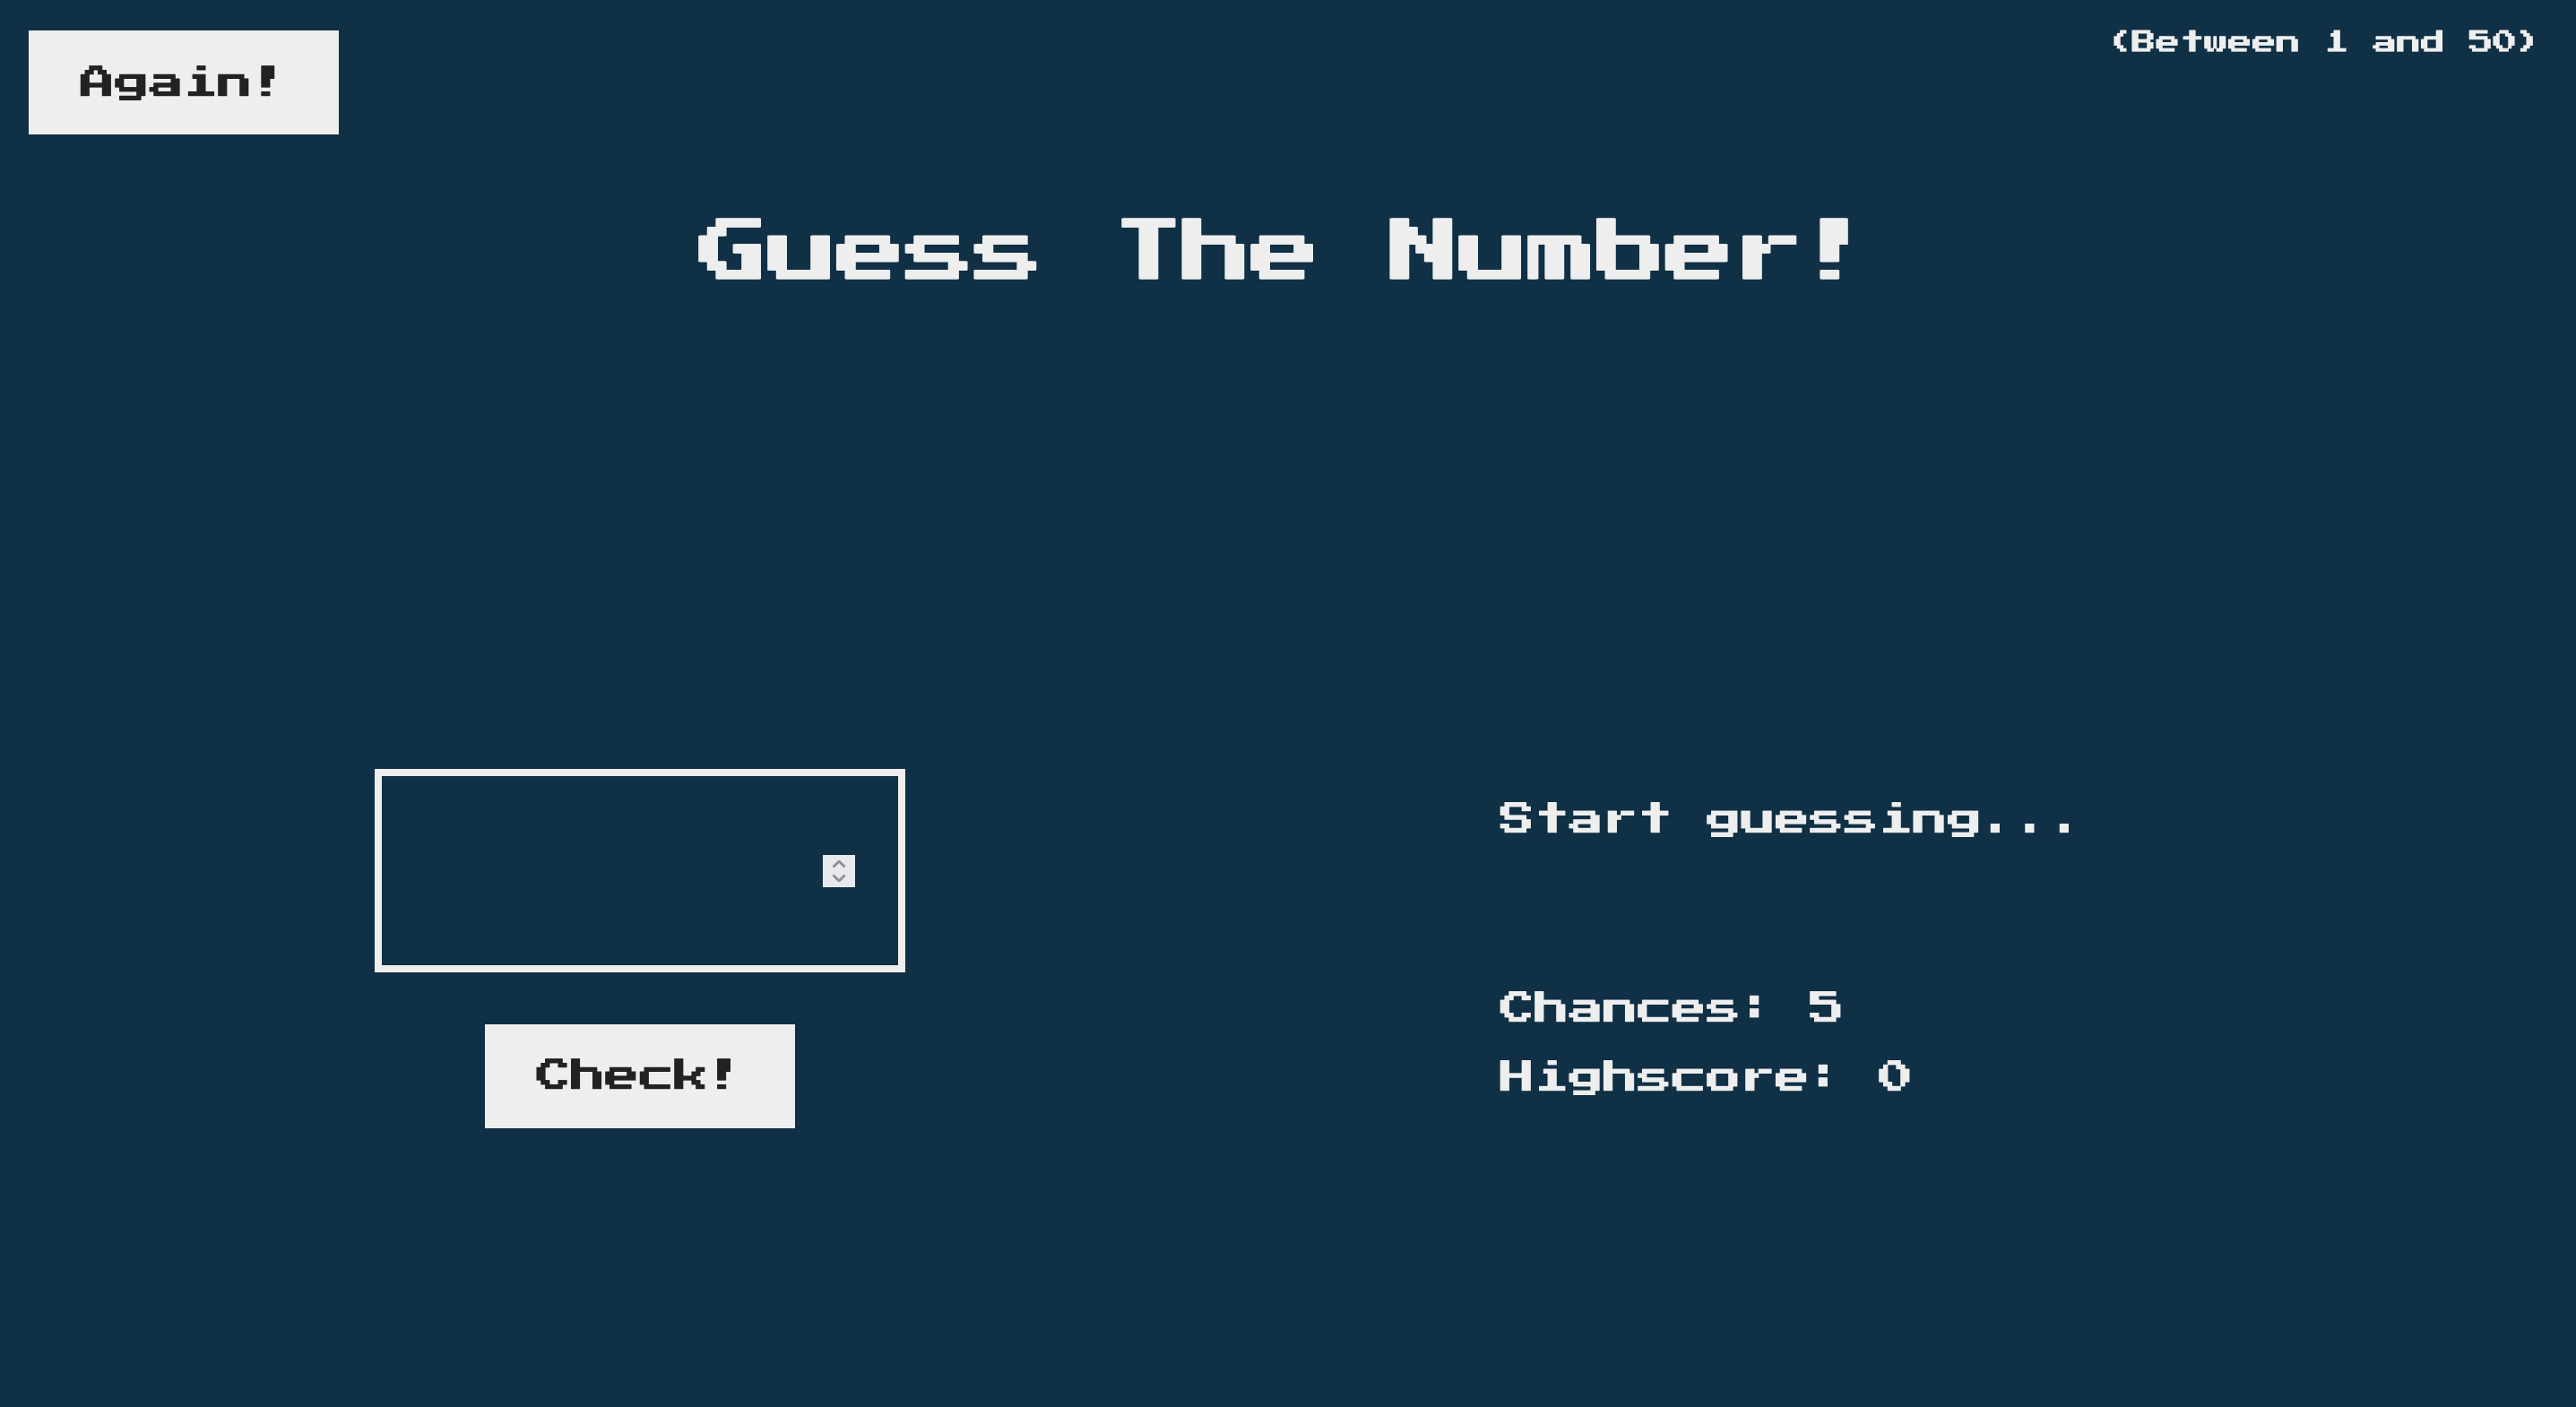 Again!
(Between 1 and 50)
Guess The Number!
Start guessing...
Chances: 5
Check!
Highscore: 0